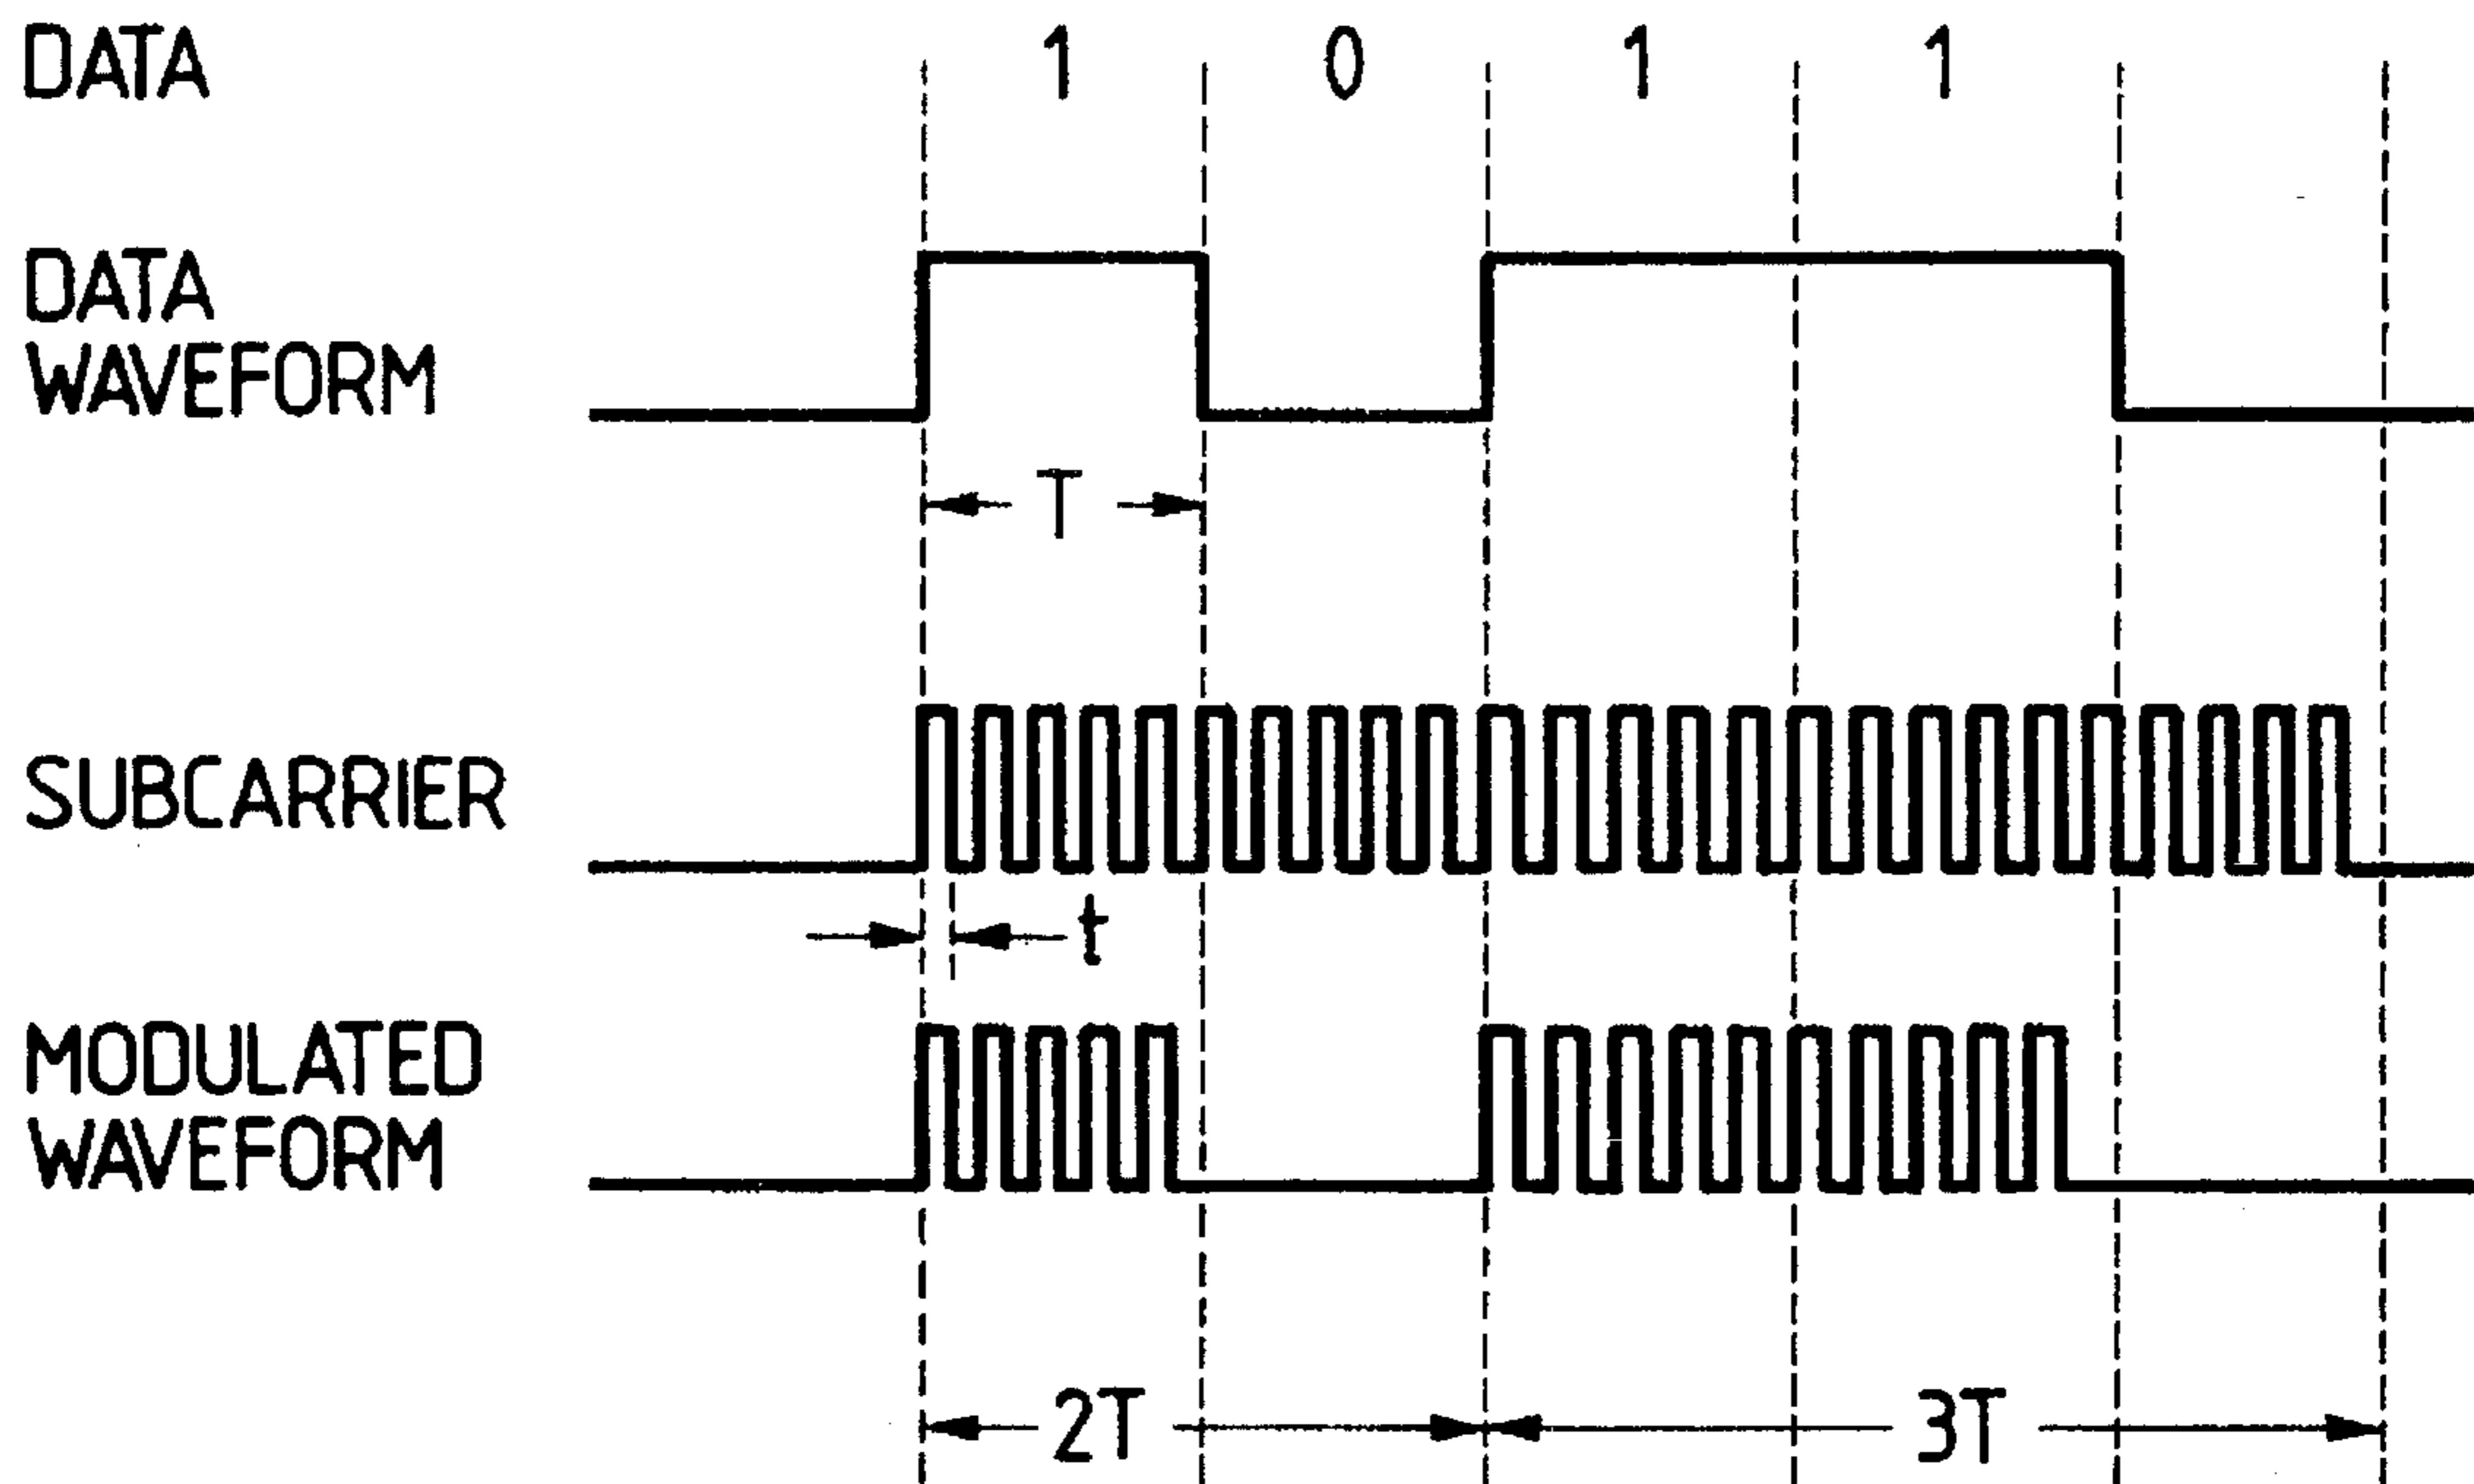 DATA 1 0 1 1
DATA
WAVEFORM
T
SUBCARRIER
t
MODULATED
WAVEFORM
2T 3T